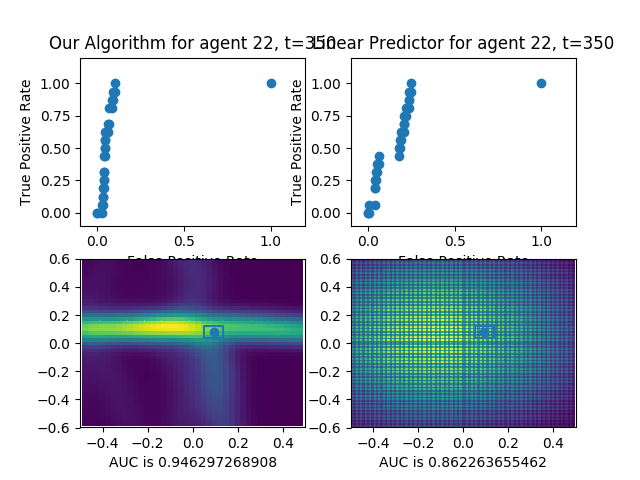 Our Algorithm for agent 22, t=350
Linear Predictor for agent 22, t=350
True Positive Rate
1.00
0.75
0.50
0.25
0.00
0.0 0.5 1.0
False Positive Rate
True Positive Rate
1.00
0.75
0.50
0.25
0.00
0.0 0.5 1.0
False Positive Rate
0.6
0.4
0.2
0.0
−0.2
−0.4
−0.6
−0.4 −0.2 0.0 0.2 0.4
AUC is 0.946297268908
0.6
0.4
0.2
0.0
−0.2
−0.4
−0.6
−0.4 −0.2 0.0 0.2 0.4
AUC is 0.862263655462